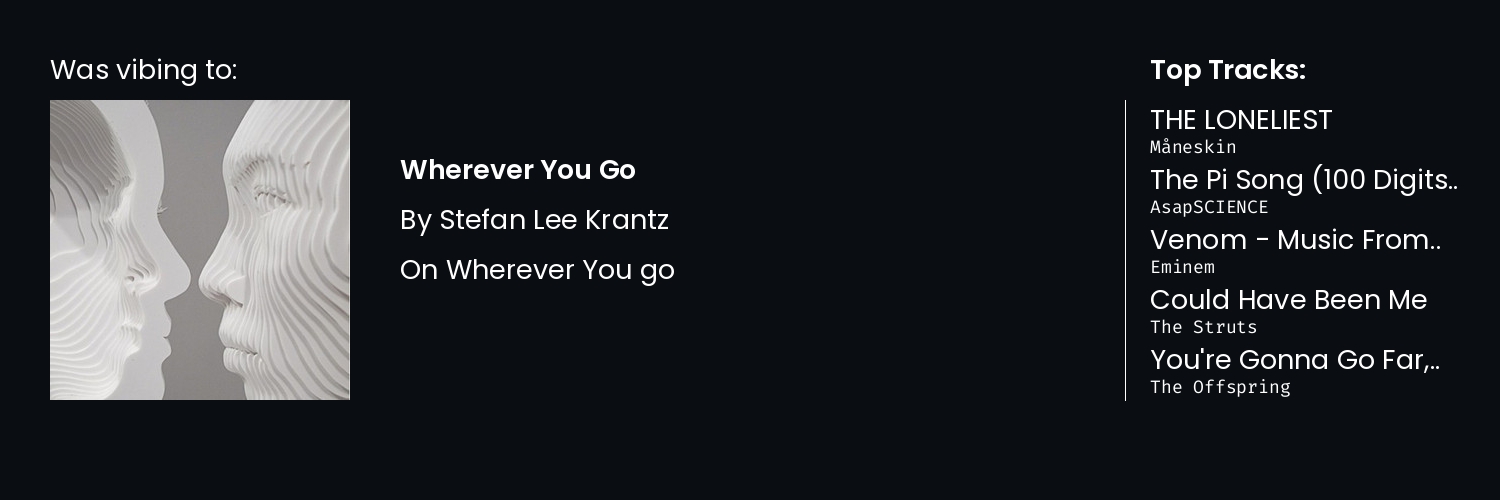 Was vibing to:
Wherever You Go
By Stefan Lee Krantz
On Wherever You go
Top Tracks:
THE LONELIEST
Måneskin
The Pi Song (100 Digits..
AsapSCIENCE
Venom - Music From..
Eminem
Could Have Been Me
The Struts
You're Gonna Go Far,..
The Offspring